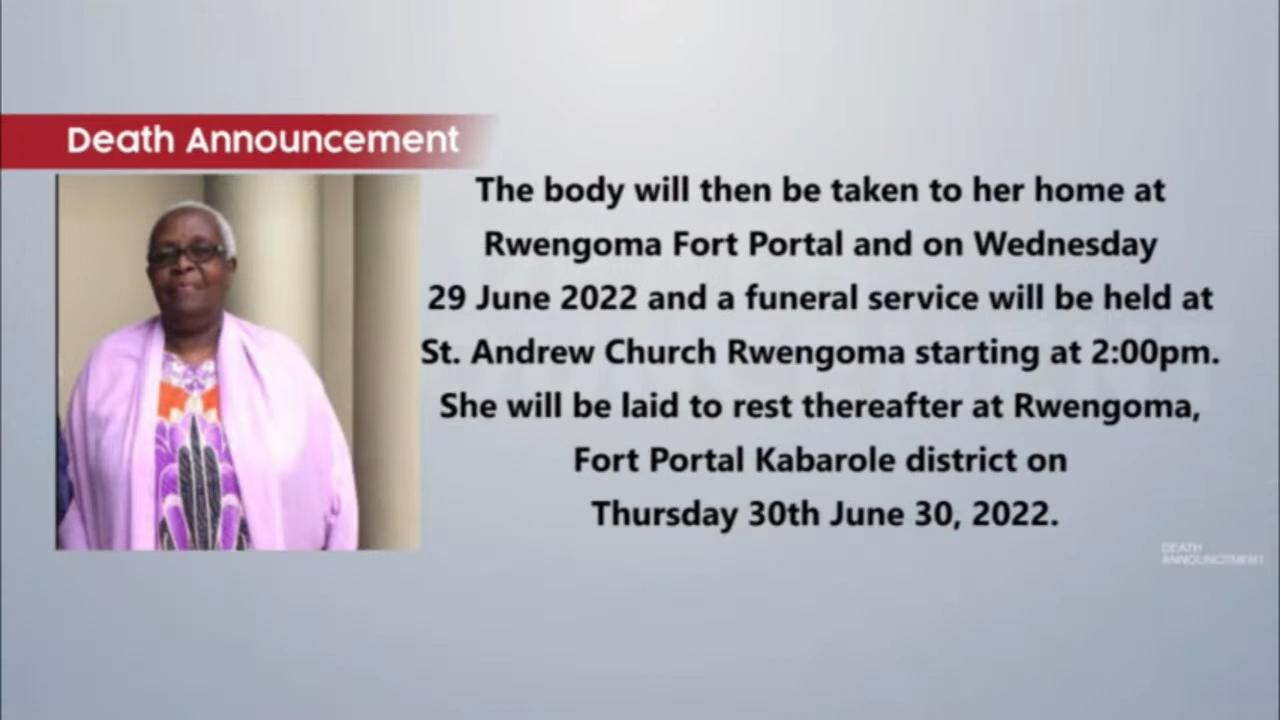 Death Announcement
The body will then be taken to her home at
Rwengoma Fort Portal and on Wednesday
29 June 2022 and a funeral service will be held at
St. Andrew Church Rwengoma starting at 2:00pm.
She will be laid to rest thereafter at Rwengoma,
Fort Portal Kabarole district on
Thursday 30th June 30, 2022.
DEATH
ANNOUNCEMENT